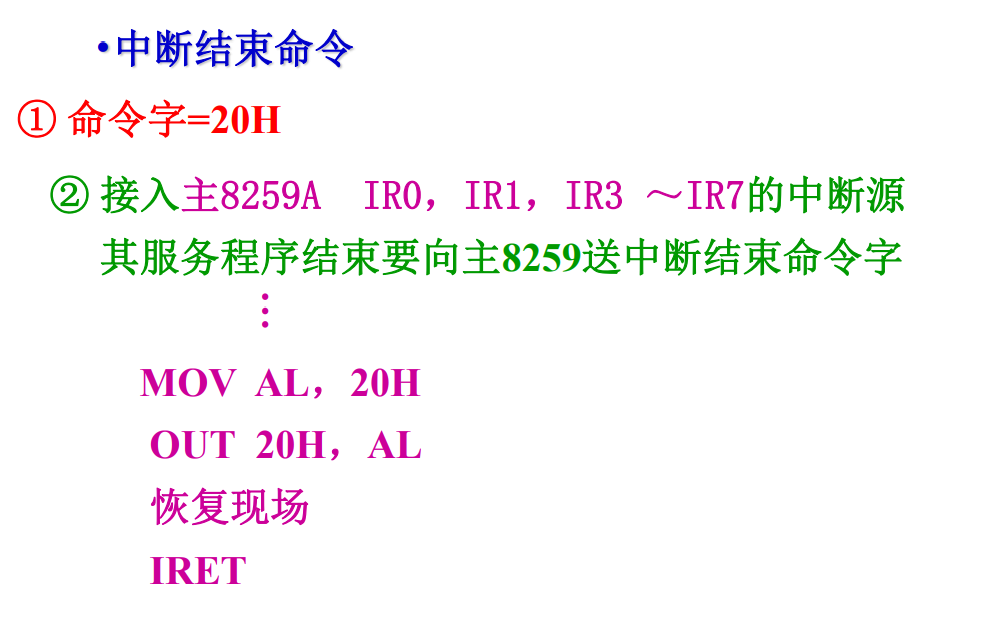 •中断结束命令
① 命令字=20H
② 接入主8259A IR0，IR1，IR3 ～IR7的中断源
其服务程序结束要向主8259送中断结束命令字
⋮
MOV AL，20H
OUT 20H，AL
恢复现场
IRET